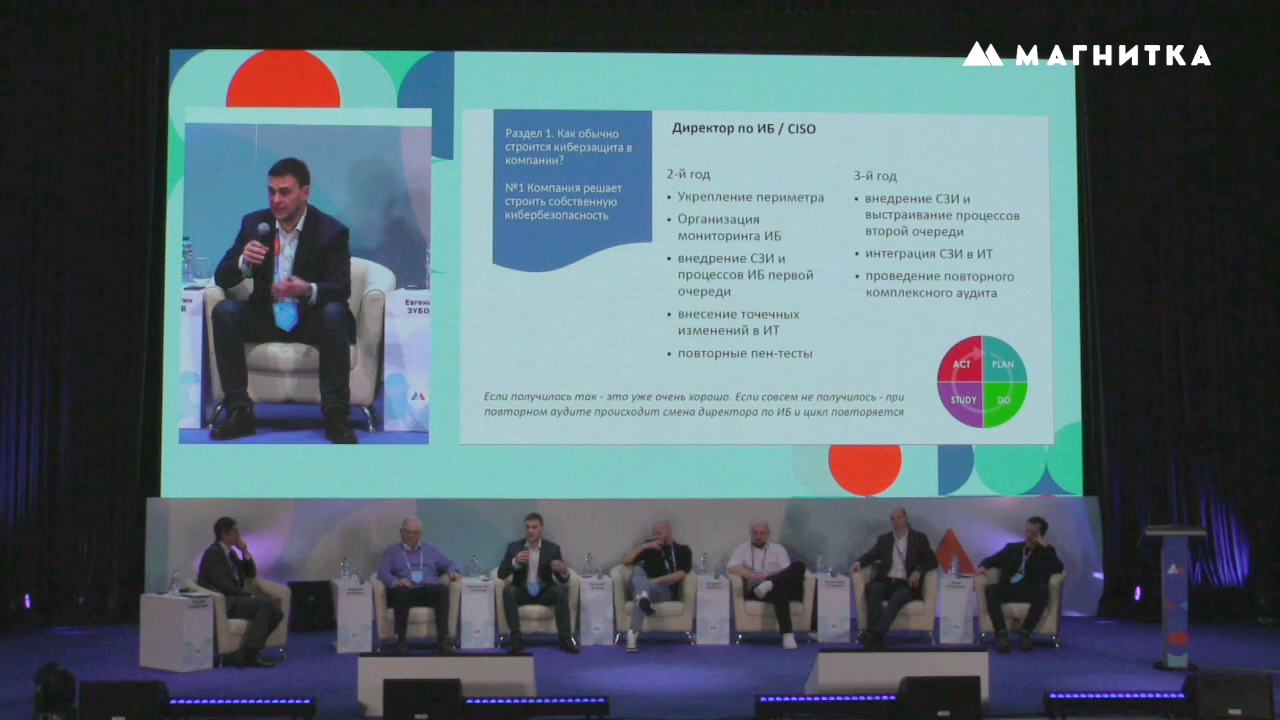 МАГНИТКА
Раздел 1. Как обычно
строится киберзащита в
компании?
№1 Компания решает
строить собственную
кибербезопасность
Директор по ИБ / CISO
2-й год
• Укрепление периметра
• Организация
мониторинга ИБ
• внедрение СЗИ и
процессов ИБ первой
очереди
• внесение точечных
изменений в ИТ
• повторные пен-тесты
3-й год
• внедрение СЗИ и
выстраивание процессов
второй очереди
• интеграция СЗИ в ИТ
• проведение повторного
комплексного аудита
ACT
PLAN
STUDY
DO
Если получилось так - это уже очень хорошо. Если совсем не получилось - при
повторном аудите происходит смена директора по ИБ и цикл повторяется